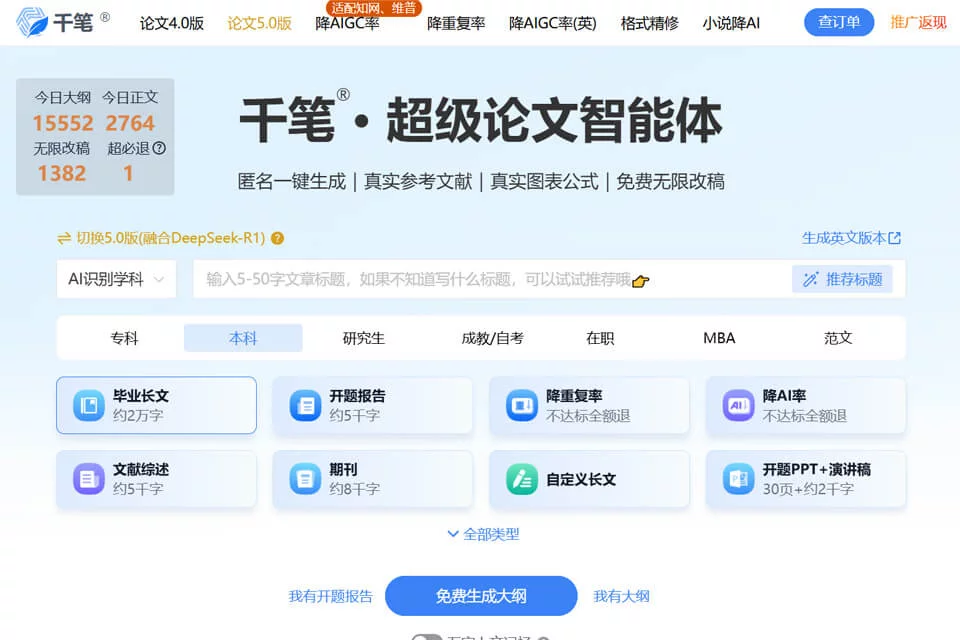 适配知网、维普
千笔®
论文4.0版 论文5.0版 降AIGC率 降重复率 降AIGC率(英) 格式精修 小说降AI 查订单 推广返现
今日大纲 今日正文
15552 2764
无限改稿 超必退?
1382 1
千笔®·超级论文智能体
匿名一键生成 | 真实参考文献 | 真实图表公式 | 免费无限改稿
切换5.0版(融合DeepSeek-R1) ? 生成英文版本
AI识别学科 输入5-50字文章标题，如果不知道写什么标题，可以试试推荐哦👉 推荐标题
专科 本科 研究生 成教/自考 在职 MBA 范文
毕业长文
约2万字
开题报告
约5千字
降重复率
不达标全额退
降AI率
不达标全额退
文献综述
约5千字
期刊
约8千字
自定义长文
开题PPT+演讲稿
30页+约2千字
全部类型
我有开题报告 免费生成大纲 我有大纲